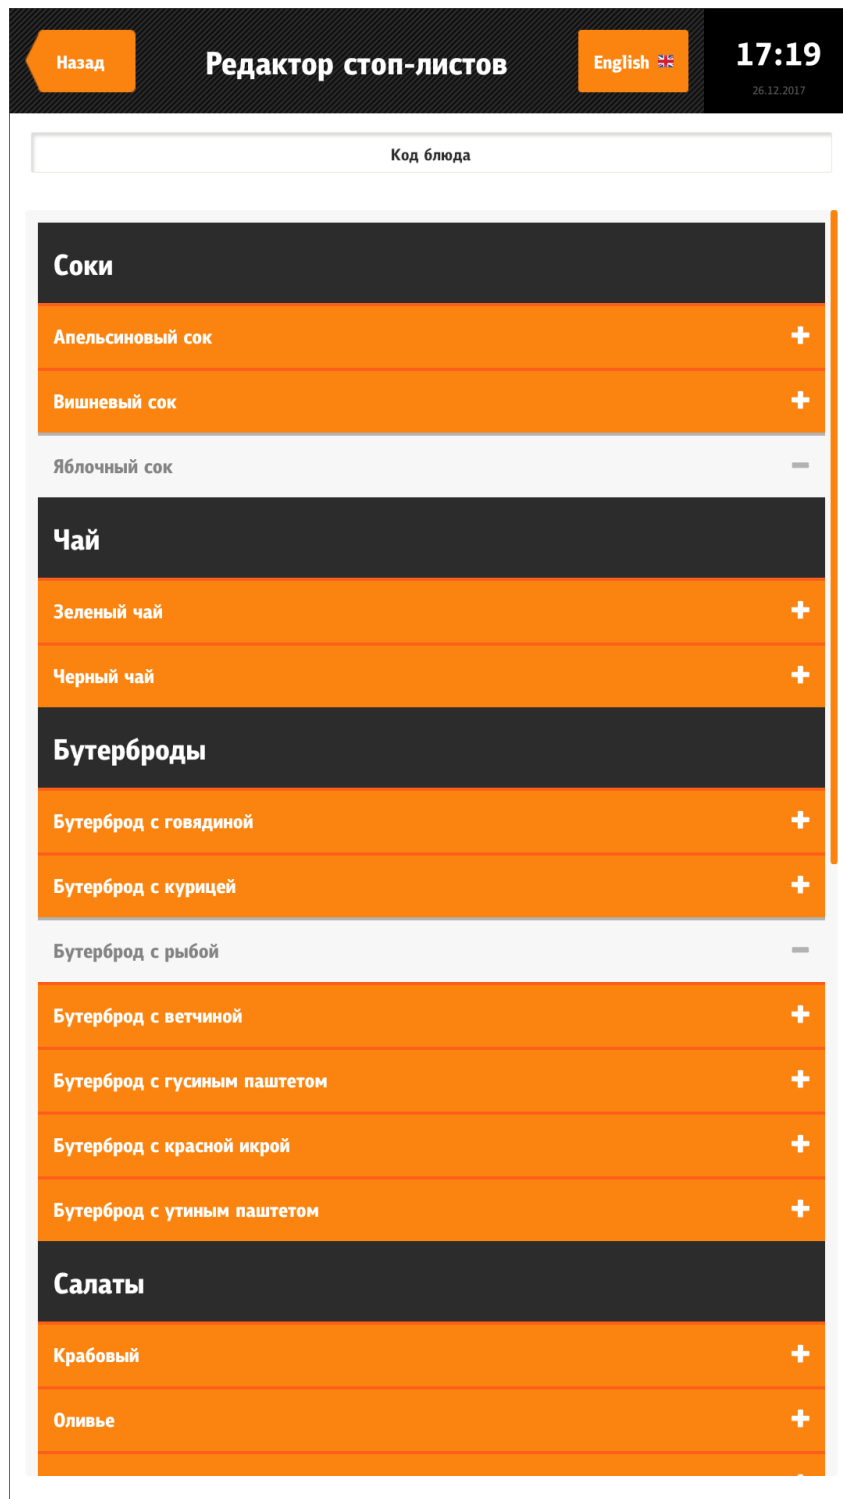 Назад
Редактор стоп-листов
English
17:19
26.12.2017
Код блюда
Соки
Апельсиновый сок
Вишневый сок
Яблочный сок
Чай
Зеленый чай
Черный чай
Бутерброды
Бутерброд с говядиной
Бутерброд с курицей
Бутерброд с рыбой
Бутерброд с ветчиной
Бутерброд с гусиным паштетом
Бутерброд с красной икрой
Бутерброд с утиным паштетом
Салаты
Крабовый
Оливье